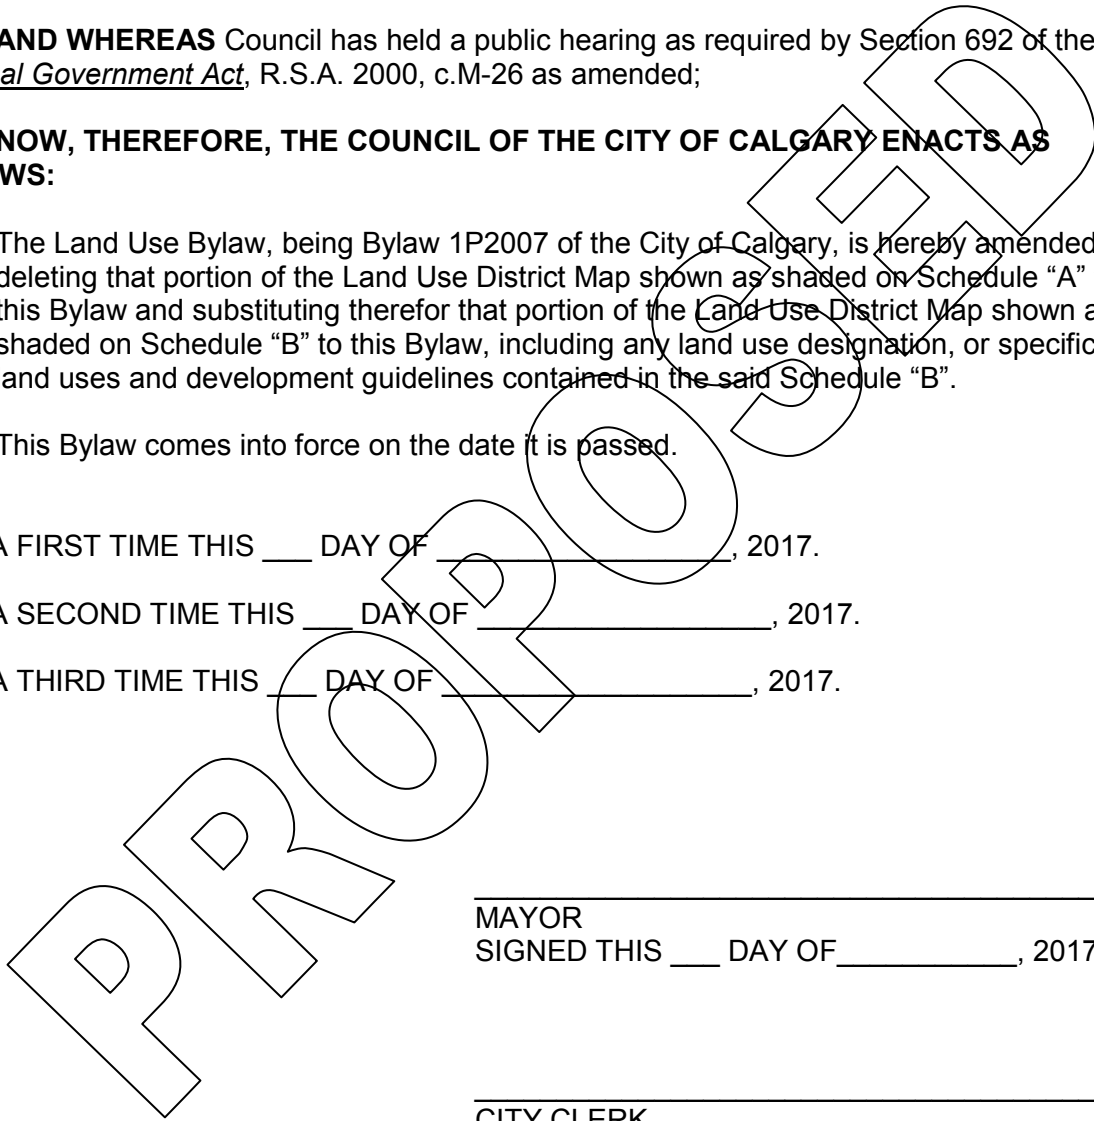 AND WHEREAS Council has held a public hearing as required by Section 692 of the
al Government Act, R.S.A. 2000, c.M-26 as amended;
NOW, THEREFORE, THE COUNCIL OF THE CITY OF CALGARY ENACTS AS
WS:
The Land Use Bylaw, being Bylaw 1P2007 of the City of Calgary, is hereby amended
deleting that portion of the Land Use District Map shown as shaded on Schedule “A”
this Bylaw and substituting therefor that portion of the Land Use District Map shown a
shaded on Schedule “B” to this Bylaw, including any land use designation, or specific
land uses and development guidelines contained in the said Schedule “B”.
This Bylaw comes into force on the date it is passed.
A FIRST TIME THIS ___ DAY OF __________________, 2017.
A SECOND TIME THIS ___ DAY OF __________________, 2017.
A THIRD TIME THIS ___ DAY OF ___________________, 2017.
PROPOSED
MAYOR
SIGNED THIS ___ DAY OF___________, 2017
CITY CLERK